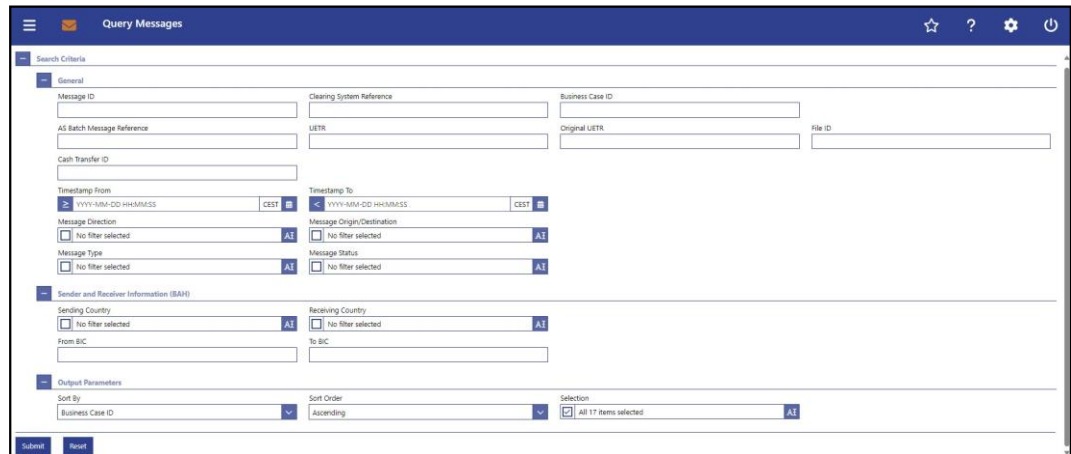 Query Messages
?
Search Criteria
General
Message ID Clearing System Reference Business Case ID
AS Batch Message Reference UETR Original UETR File ID
Cash Transfer ID
Timestamp From Timestamp To
≥ YYYY-MM-DD HH:MM:SS CEST < YYYY-MM-DD HH:MM:SS CEST
Message Direction Message Origin/Destination
No filter selected No filter selected
Message Type Message Status
No filter selected No filter selected
Sender and Receiver Information (BAH)
Sending Country Receiving Country
No filter selected No filter selected
From BIC To BIC
Output Parameters
Sort By Sort Order Selection
Business Case ID Ascending All 17 items selected
Submit Reset